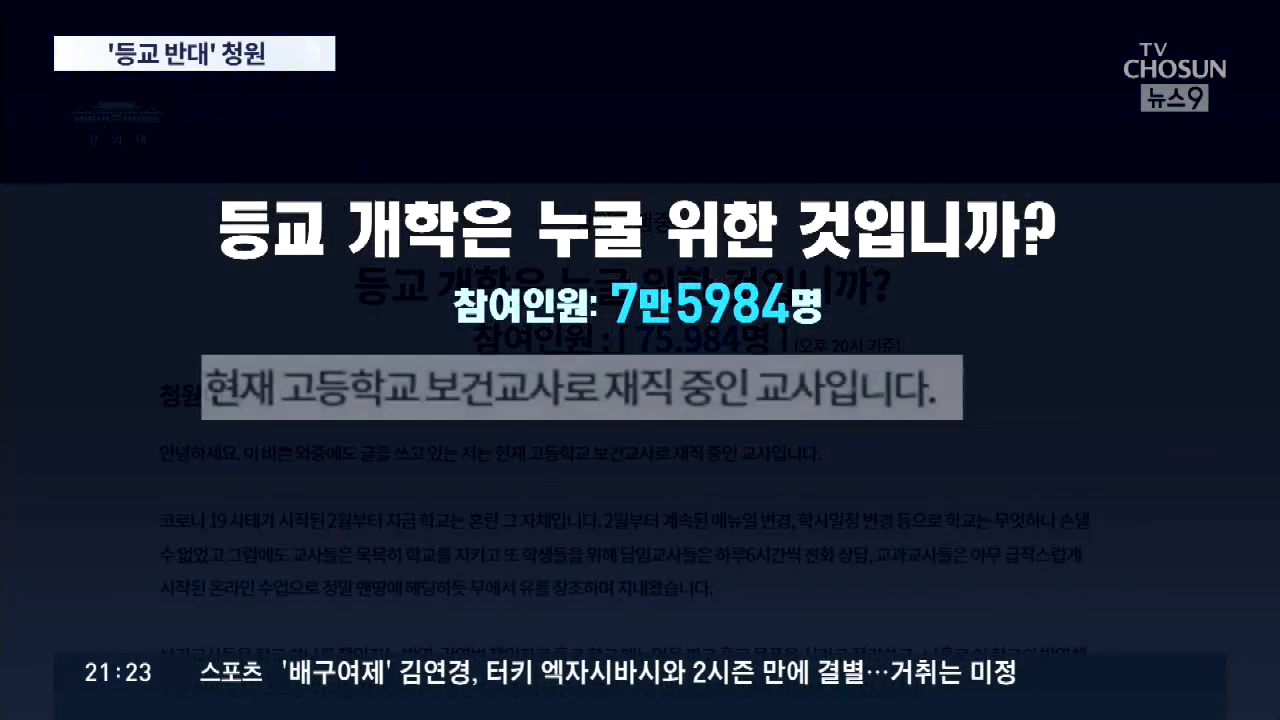 '등교 반대' 청원
TV
CHOSUN
뉴스9
청 와 대
등교 개학은 누굴 위한 것입니까?
등교 개학은 누굴 위한 것입니까?
참여인원: 7만 5984명
참여인원 : [ 75,984명 ] (오후 20시 기준)
청원
현재 고등학교 보건교사로 재직 중인 교사입니다.
안녕하세요. 이 바쁜 와중에도 글을 쓰고 있는 저는 현재 고등학교 보건교사로 재직 중인 교사입니다.
코로나 19 사태가 시작된 2월부터 지금 학교는 혼란 그 자체입니다. 2월부터 계속된 메뉴얼 변경, 학사일정 변경 등으로 학교는 무엇하나 손댈
수 없었고 그럼에도 교사들은 묵묵히 학교를 지키고 또 학생들을 위해 담임교사들은 하루6시간씩 전화 상담, 교과교사들은 아무 급작스럽게
시작된 온라인 수업으로 정말 맨땅에 헤딩하듯 무에서 유를 창조하며 지내왔습니다.
21:23 스포츠 '배구여제' 김연경, 터키 엑자시바시와 2시즌 만에 결별…거취는 미정